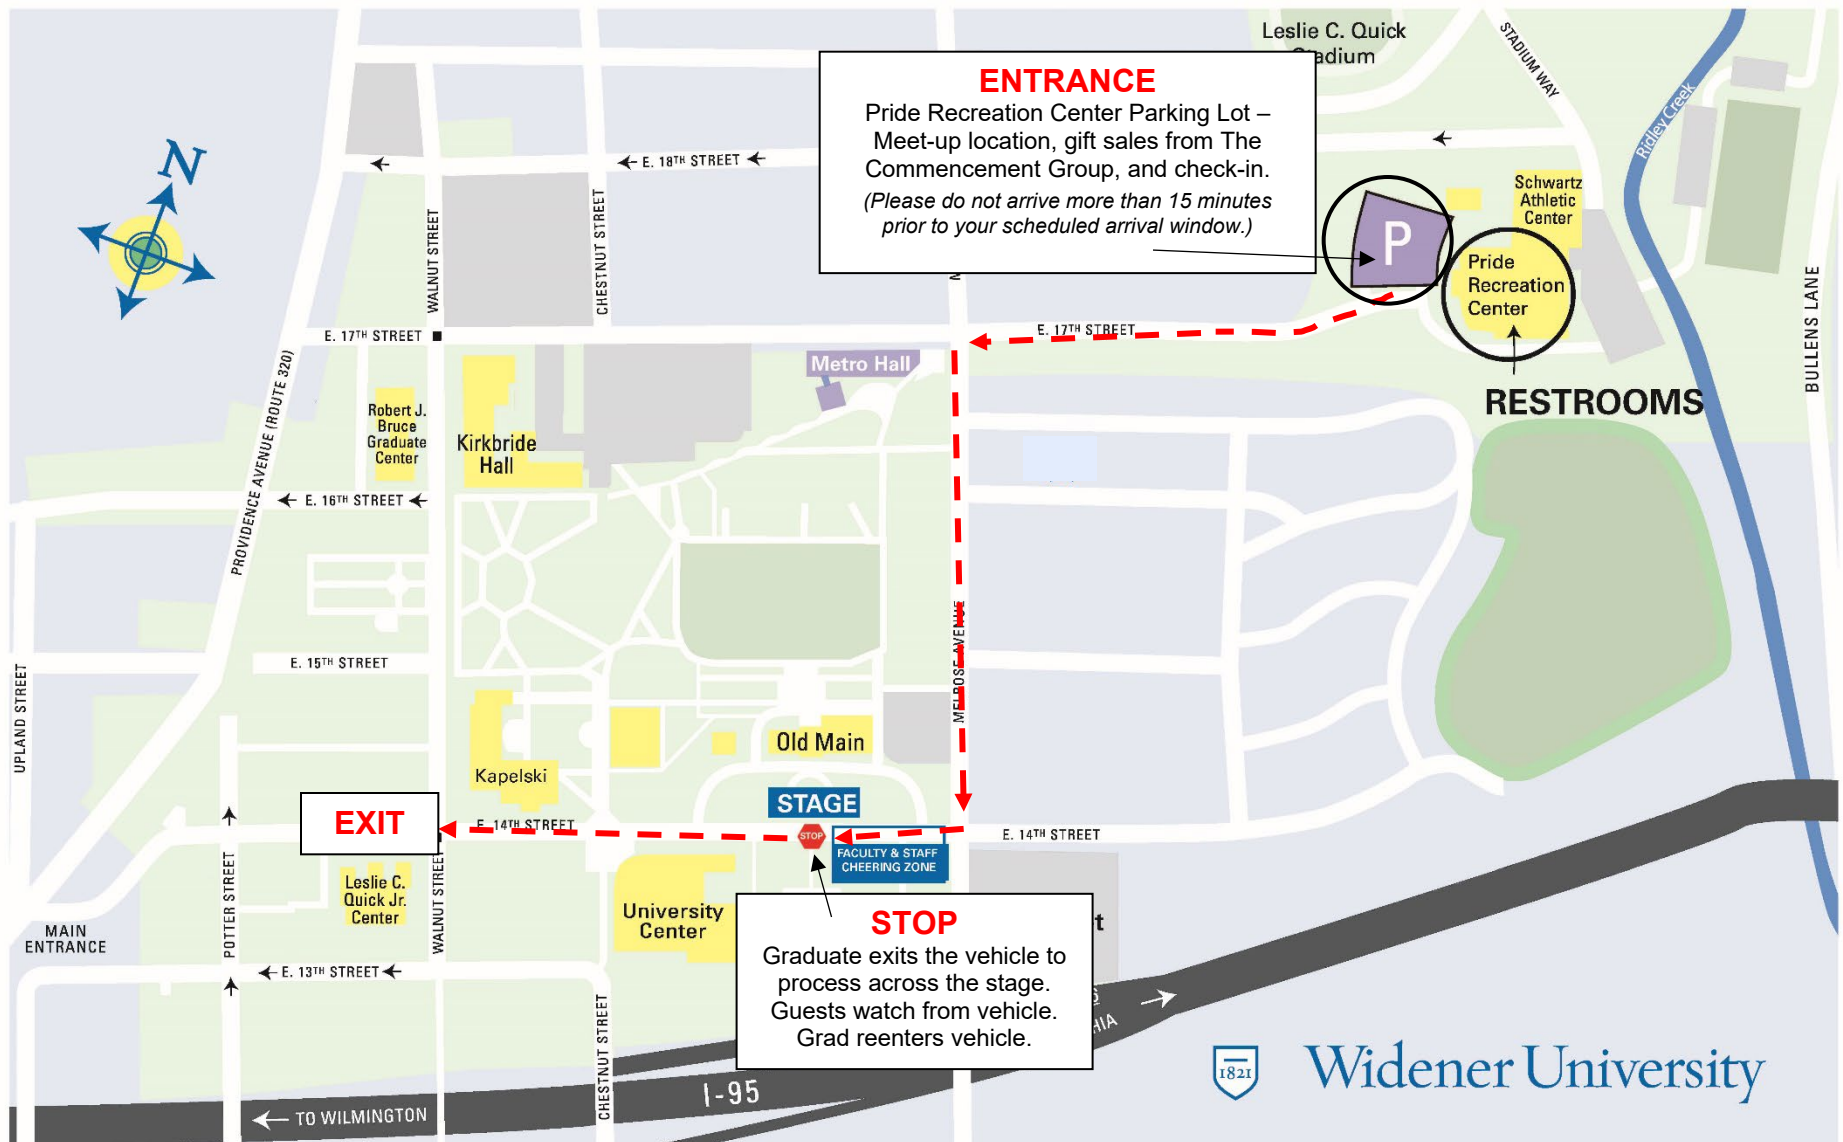 Leslie C. Quick
adium
STADIUM WAY
Ridley Creek
ENTRANCE
Pride Recreation Center Parking Lot –
Meet-up location, gift sales from The
Commencement Group, and check-in.
(Please do not arrive more than 15 minutes
prior to your scheduled arrival window.)
N
E. 18TH STREET
Schwartz
Athletic
Center
P
Pride
Recreation
Center
WALNUT STREET
CHESTNUT STREET
BULLENS LANE
E. 17TH STREET
E. 17TH STREET
Metro Hall
RESTROOMS
PROVIDENCE AVENUE (ROUTE 320)
Robert J.
Bruce
Graduate
Center
Kirkbride
Hall
E. 16TH STREET
MELROSE AVENUE
E. 15TH STREET
UPLAND STREET
Old Main
Kapelski
STAGE
EXIT
E. 14TH STREET
STOP
E. 14TH STREET
FACULTY & STAFF
CHEERING ZONE
POTTER STREET
Leslie C.
Quick Jr.
Center
WALNUT STREET
University
Center
MAIN
ENTRANCE
STOP
Graduate exits the vehicle to
process across the stage.
Guests watch from vehicle.
Grad reenters vehicle.
t
E. 13TH STREET
CHESTNUT STREET
HIA
I-95
TO WILMINGTON
1821
Widener University